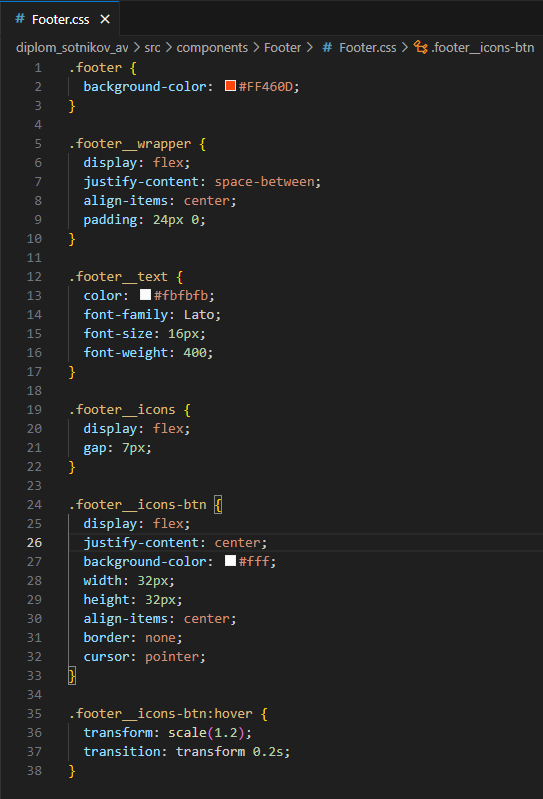 # Footer.css ×
diplom_sotnikov_av > src > components > Footer > # Footer.css > .footer__icons-btn
1 .footer {
2   background-color: #FF460D;
3 }
4
5 .footer__wrapper {
6   display: flex;
7   justify-content: space-between;
8   align-items: center;
9   padding: 24px 0;
10 }
11
12 .footer__text {
13   color: #fbfbfb;
14   font-family: Lato;
15   font-size: 16px;
16   font-weight: 400;
17 }
18
19 .footer__icons {
20   display: flex;
21   gap: 7px;
22 }
23
24 .footer__icons-btn {
25   display: flex;
26   justify-content: center;
27   background-color: #fff;
28   width: 32px;
29   height: 32px;
30   align-items: center;
31   border: none;
32   cursor: pointer;
33 }
34
35 .footer__icons-btn:hover {
36   transform: scale(1.2);
37   transition: transform 0.2s;
38 }